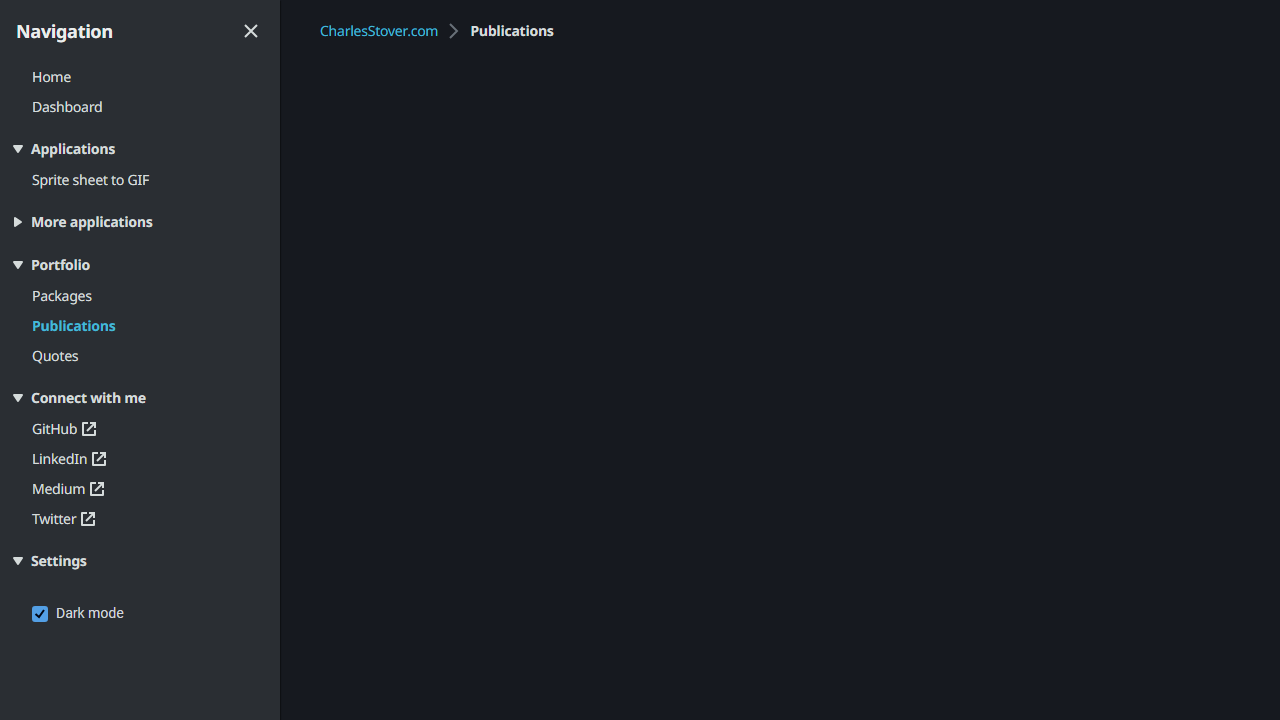 Navigation
CharlesStover.com
Publications
Home
Dashboard
Applications
Sprite sheet to GIF
More applications
Portfolio
Packages
Publications
Quotes
Connect with me
GitHub
LinkedIn
Medium
Twitter
Settings
Dark mode